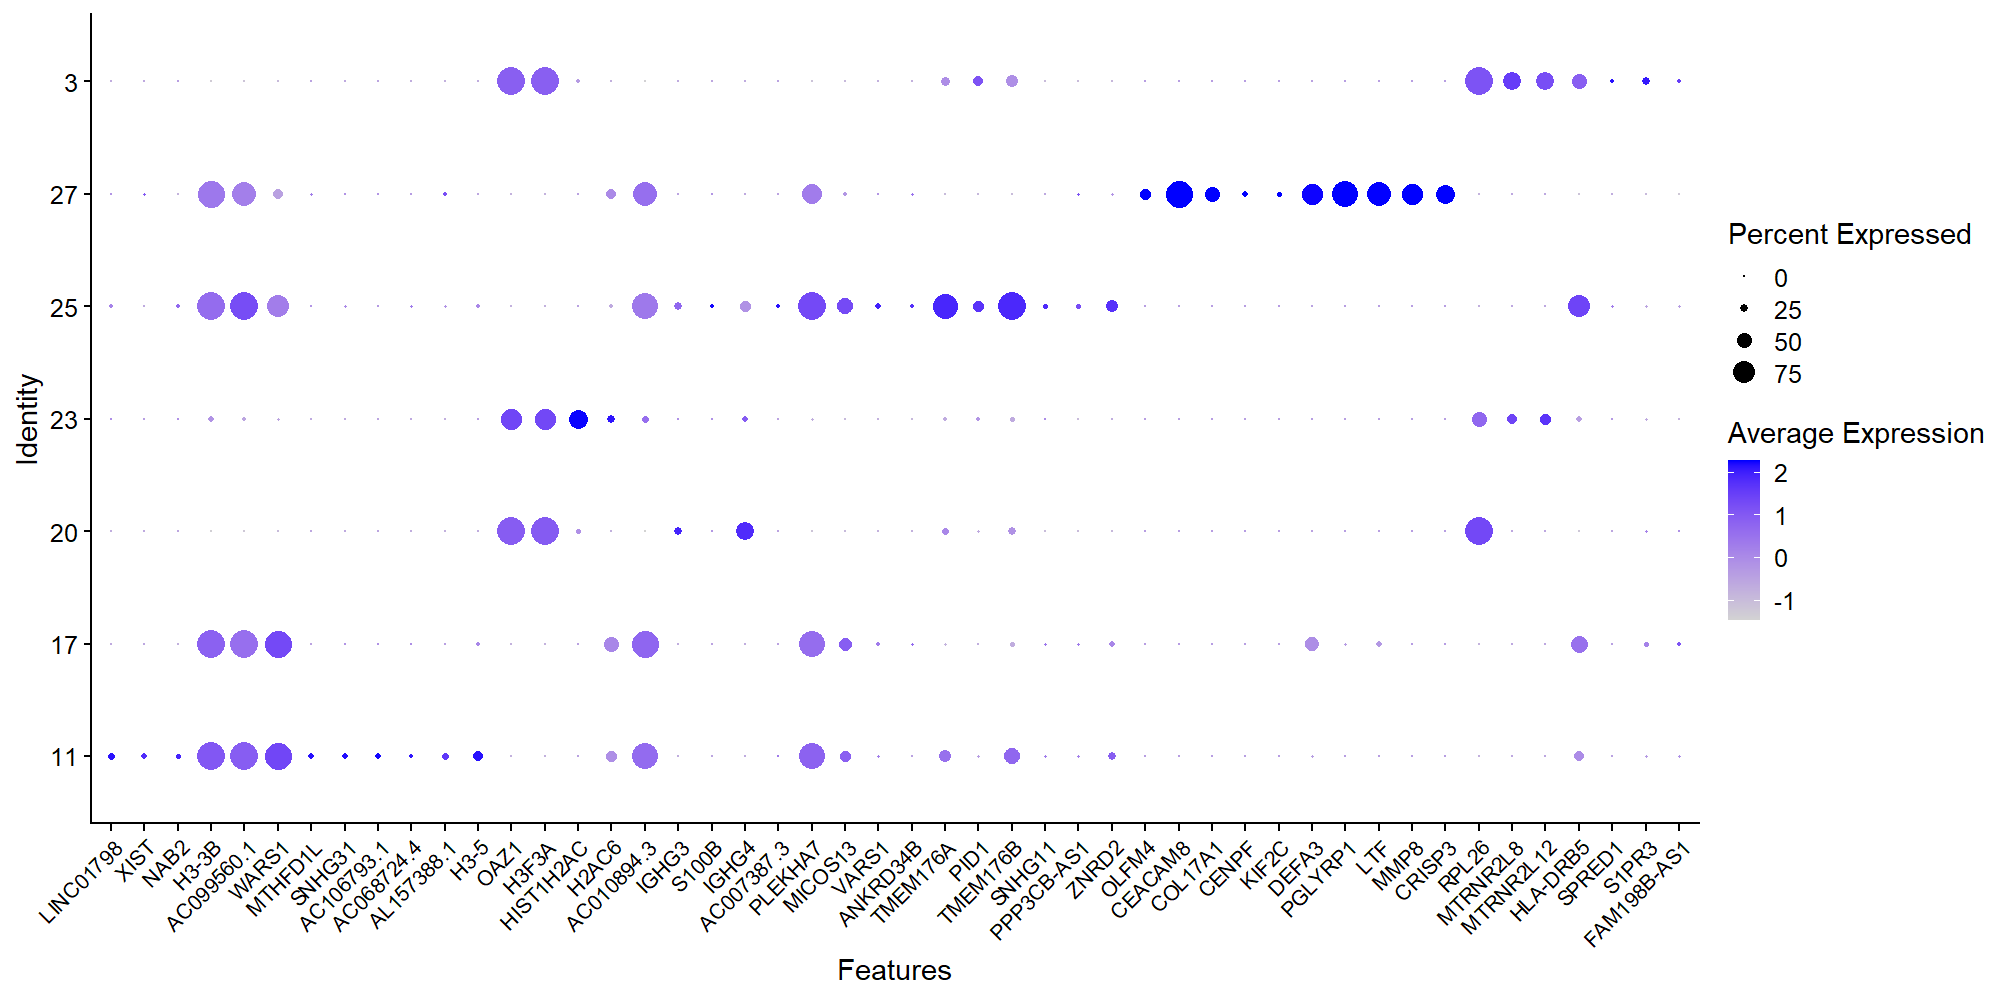 3
27
25
23
20
17
11
Identity
LINC01798
XIST
NAB2
H3-3B
AC099560.1
WARS1
MTHFD1L
SNHG31
AC106793.1
AC068724.4
AL157388.1
H3-5
OAZ1
H3F3A
HIST1H2AC
H2AC6
AC010894.3
IGHG3
S100B
IGHG4
AC007387.3
PLEKHA7
MICOS13
VARS1
ANKRD34B
TMEM176A
PID1
TMEM176B
SNHG11
PPP3CB-AS1
ZNRD2
OLFM4
CEACAM8
COL17A1
CENPF
KIF2C
DEFA3
PGLYRP1
LTF
MMP8
CRISP3
RPL26
MTRNR2L8
MTRNR2L12
HLA-DRB5
SPRED1
S1PR3
FAM198B-AS1
Features
Percent Expressed
0
25
50
75
Average Expression
2
1
0
-1